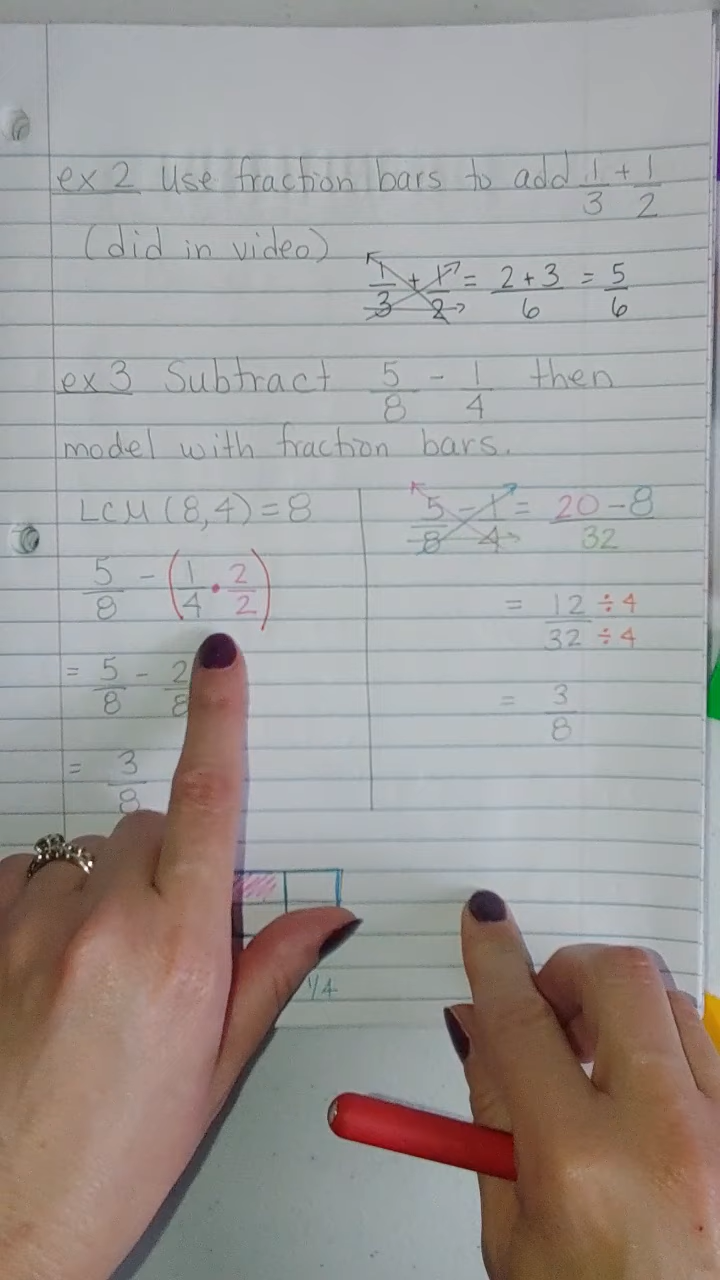 ex 2 Use fraction bars to add 1/3 + 1/2
(did in video)
1/3 + 1/2 = 2+3/6 = 5/6
ex 3 Subtract 5/8 - 1/4 then
model with fraction bars.
LCM (8,4) = 8
5/8 - (1/4 · 2/2)
= 5/8 - 2/8
= 3/8
5/8 - 1/4 = 20-8/32
= 12 ÷4/32 ÷4
= 3/8
1/4